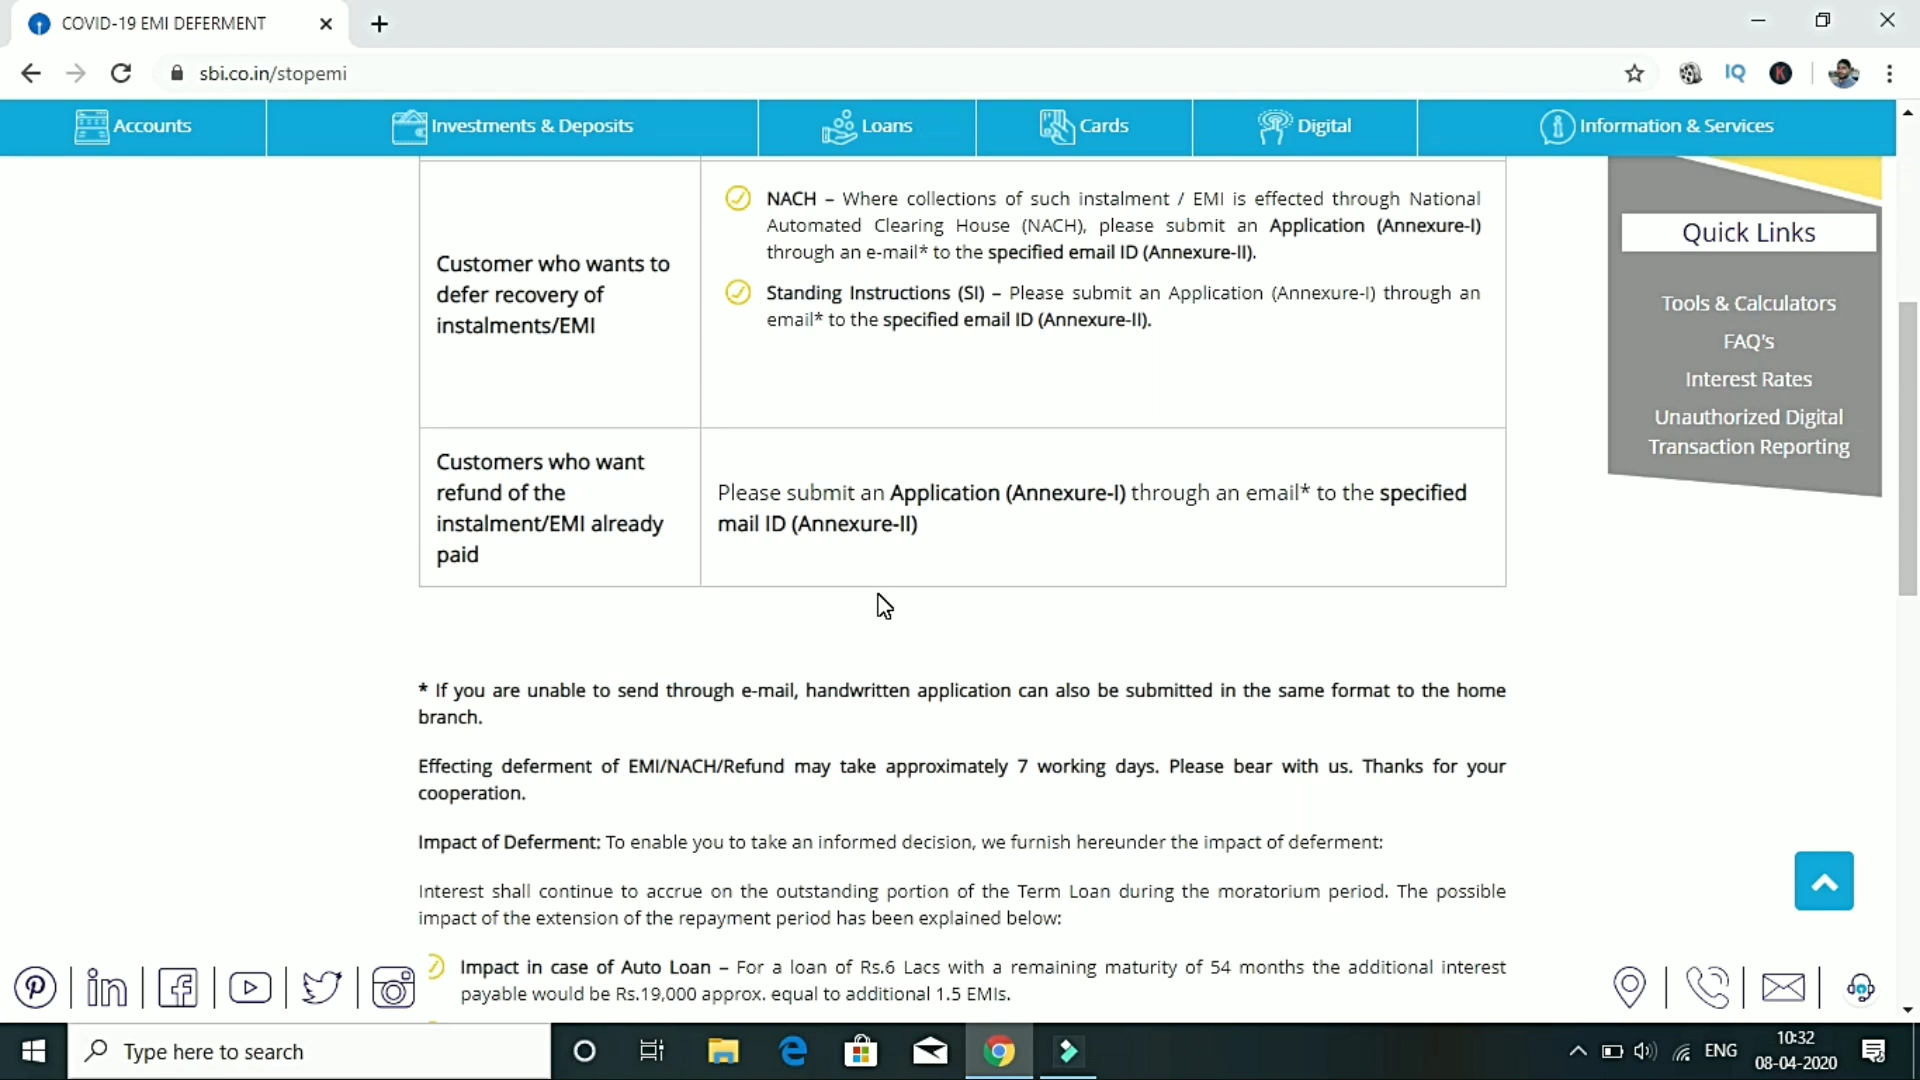 COVID-19 EMI DEFERMENT
sbi.co.in/stopemi
IQ
K
Accounts
Investments & Deposits
Loans
Cards
Digital
Information & Services
Customer who wants to
defer recovery of
instalments/EMI
NACH – Where collections of such instalment / EMI is effected through National
Automated Clearing House (NACH), please submit an Application (Annexure-I)
through an e-mail* to the specified email ID (Annexure-II).
Standing Instructions (SI) – Please submit an Application (Annexure-I) through an
email* to the specified email ID (Annexure-II).
Customers who want
refund of the
instalment/EMI already
paid
Please submit an Application (Annexure-I) through an email* to the specified
mail ID (Annexure-II)
Quick Links
Tools & Calculators
FAQ's
Interest Rates
Unauthorized Digital
Transaction Reporting
* If you are unable to send through e-mail, handwritten application can also be submitted in the same format to the home
branch.
Effecting deferment of EMI/NACH/Refund may take approximately 7 working days. Please bear with us. Thanks for your
cooperation.
Impact of Deferment: To enable you to take an informed decision, we furnish hereunder the impact of deferment:
Interest shall continue to accrue on the outstanding portion of the Term Loan during the moratorium period. The possible
impact of the extension of the repayment period has been explained below:
Impact in case of Auto Loan – For a loan of Rs.6 Lacs with a remaining maturity of 54 months the additional interest
payable would be Rs.19,000 approx. equal to additional 1.5 EMIs.
Type here to search
ENG
10:32
08-04-2020